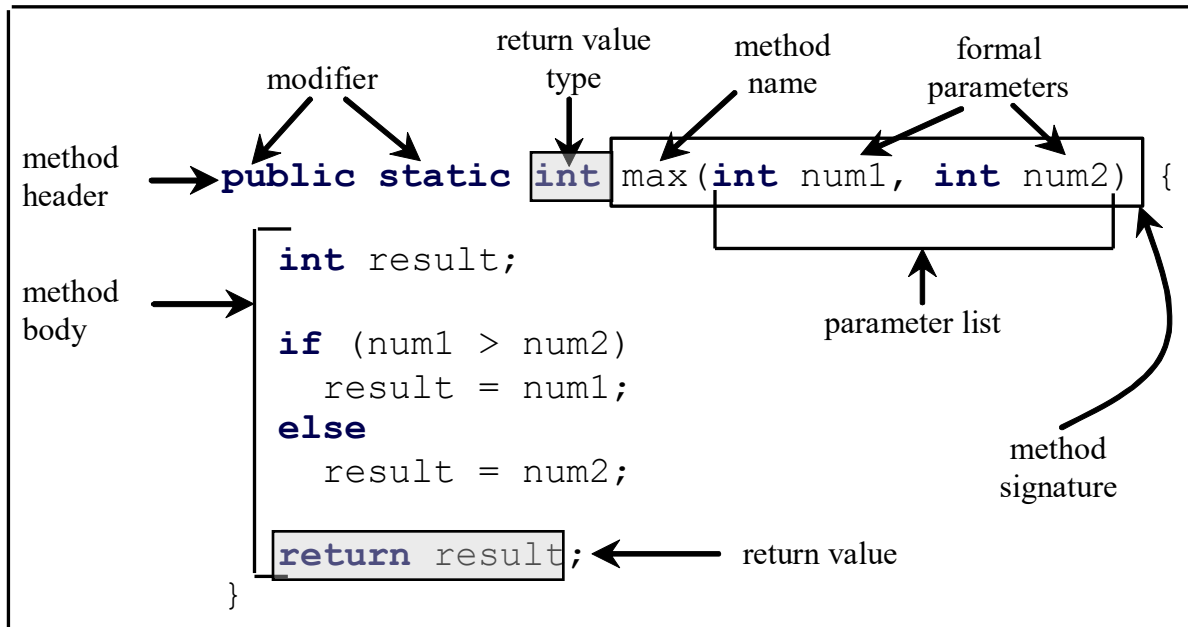 return value
type
method
name
formal
parameters
modifier
method
header
public static int max(int num1, int num2) {
method
body
int result;
parameter list
if (num1 > num2)
result = num1;
else
result = num2;
method
signature
return result;
return value
}